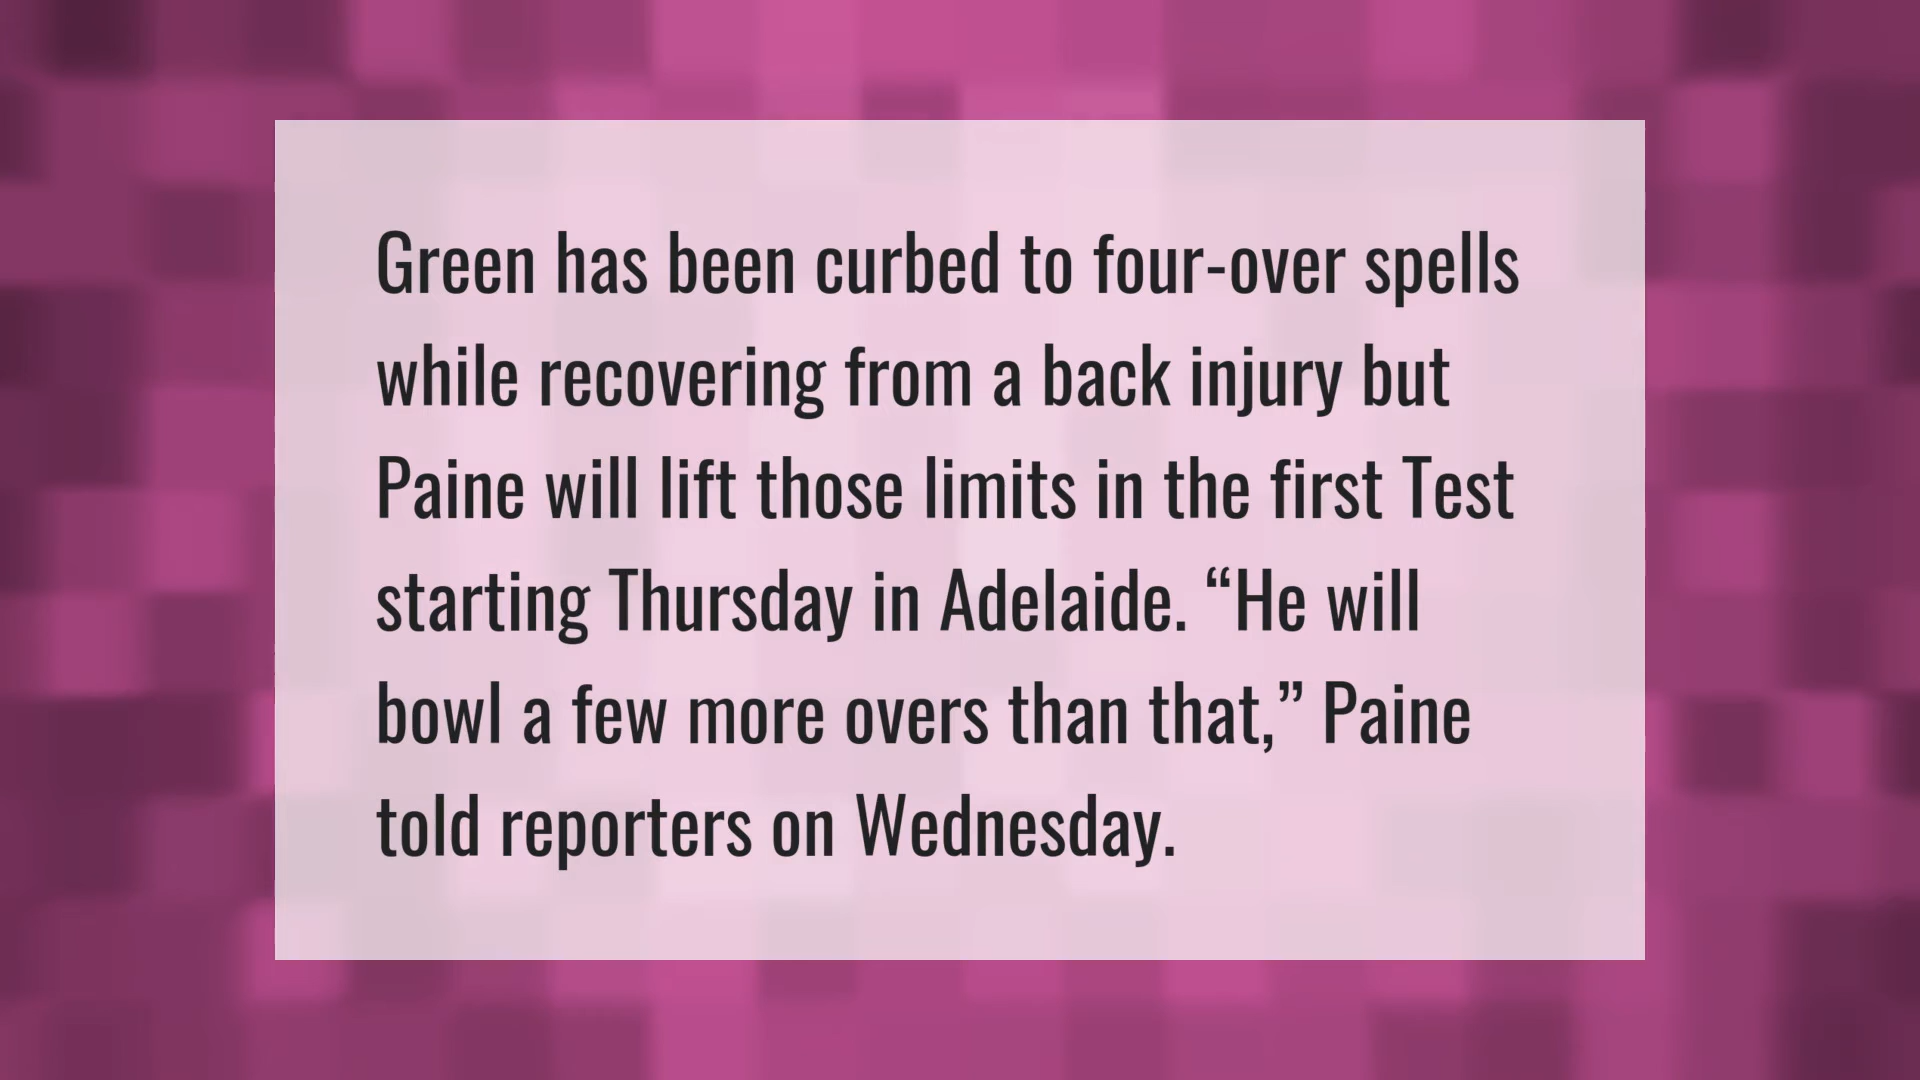 Green has been curbed to four-over spells
while recovering from a back injury but
Paine will lift those limits in the first Test
starting Thursday in Adelaide. “He will
bowl a few more overs than that,” Paine
told reporters on Wednesday.